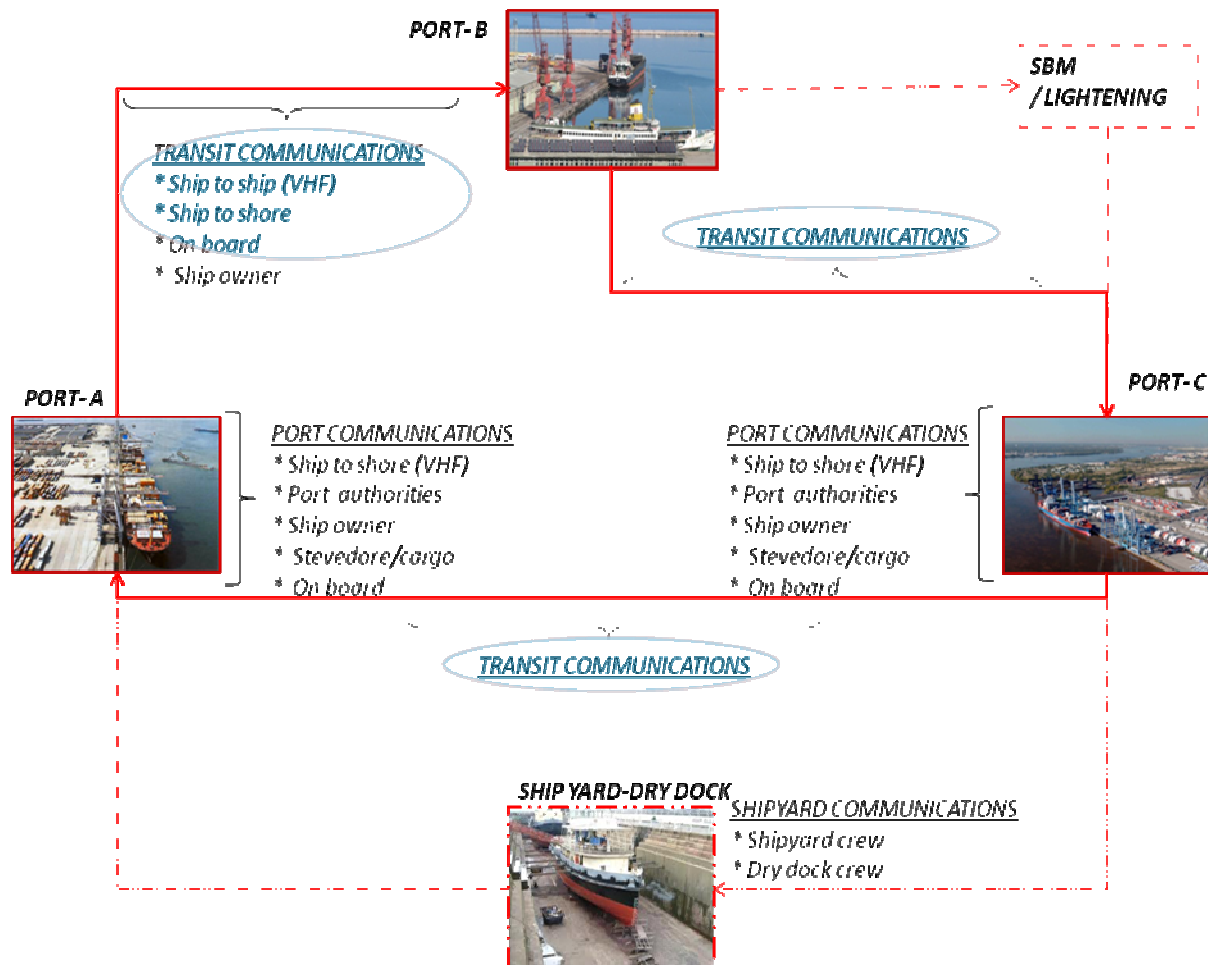 PORT- B
SBM
/LIGHTENING
TRANSIT COMMUNICATIONS
* Ship to ship (VHF)
* Ship to shore
* On board
* Ship owner
TRANSIT COMMUNICATIONS
PORT- A
PORT- C
PORT COMMUNICATIONS
* Ship to shore (VHF)
* Port authorities
* Ship owner
* Stevedore/cargo
* On board
PORT COMMUNICATIONS
* Ship to shore (VHF)
* Port authorities
* Ship owner
* Stevedore/cargo
* On board
TRANSIT COMMUNICATIONS
SHIP YARD-DRY DOCK
SHIPYARD COMMUNICATIONS
* Shipyard crew
* Dry dock crew